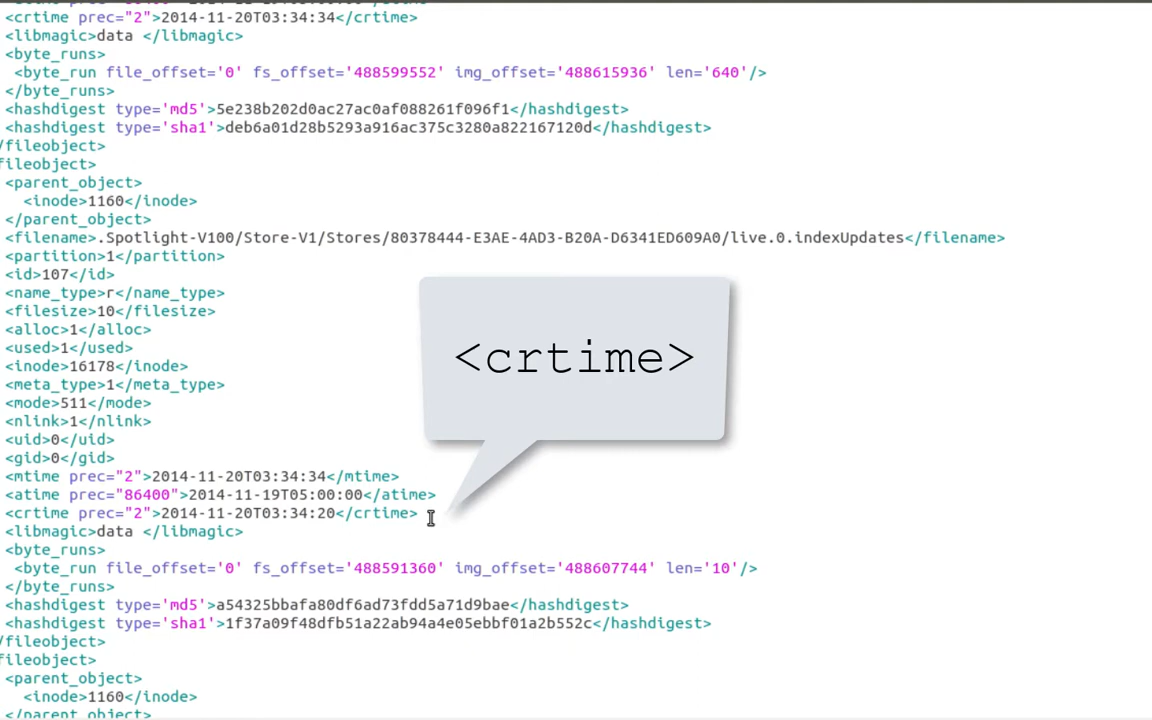 <crtime prec="2">2014-11-20T03:34:34</crtime>
<libmagic>data </libmagic>
<byte_runs>
<byte_run file_offset='0' fs_offset='488599552' img_offset='488615936' len='640'/>
</byte_runs>
<hashdigest type='md5'>5e238b202d0ac27ac0af088261f096f1</hashdigest>
<hashdigest type='sha1'>deb6a01d28b5293a916ac375c3280a822167120d</hashdigest>
/fileobject>
fileobject>
<parent_object>
<inode>1160</inode>
</parent_object>
<filename>.Spotlight-V100/Store-V1/Stores/80378444-E3AE-4AD3-B20A-D6341ED609A0/live.0.indexUpdates</filename>
<partition>1</partition>
<id>107</id>
<name_type>r</name_type>
<filesize>10</filesize>
<alloc>1</alloc>
<used>1</used>
<inode>16178</inode>
<meta_type>1</meta_type>
<mode>511</mode>
<nlink>1</nlink>
<uid>0</uid>
<gid>0</gid>
<mtime prec="2">2014-11-20T03:34:34</mtime>
<atime prec="86400">2014-11-19T05:00:00</atime>
<crtime prec="2">2014-11-20T03:34:20</crtime>
<libmagic>data </libmagic>
<byte_runs>
<byte_run file_offset='0' fs_offset='488591360' img_offset='488607744' len='10'/>
</byte_runs>
<hashdigest type='md5'>a54325bbafa80df6ad73fdd5a71d9bae</hashdigest>
<hashdigest type='sha1'>1f37a09f48dfb51a22ab94a4e05ebbf01a2b552c</hashdigest>
/fileobject>
fileobject>
<parent_object>
<inode>1160</inode>
</parent_object>
<crtime>